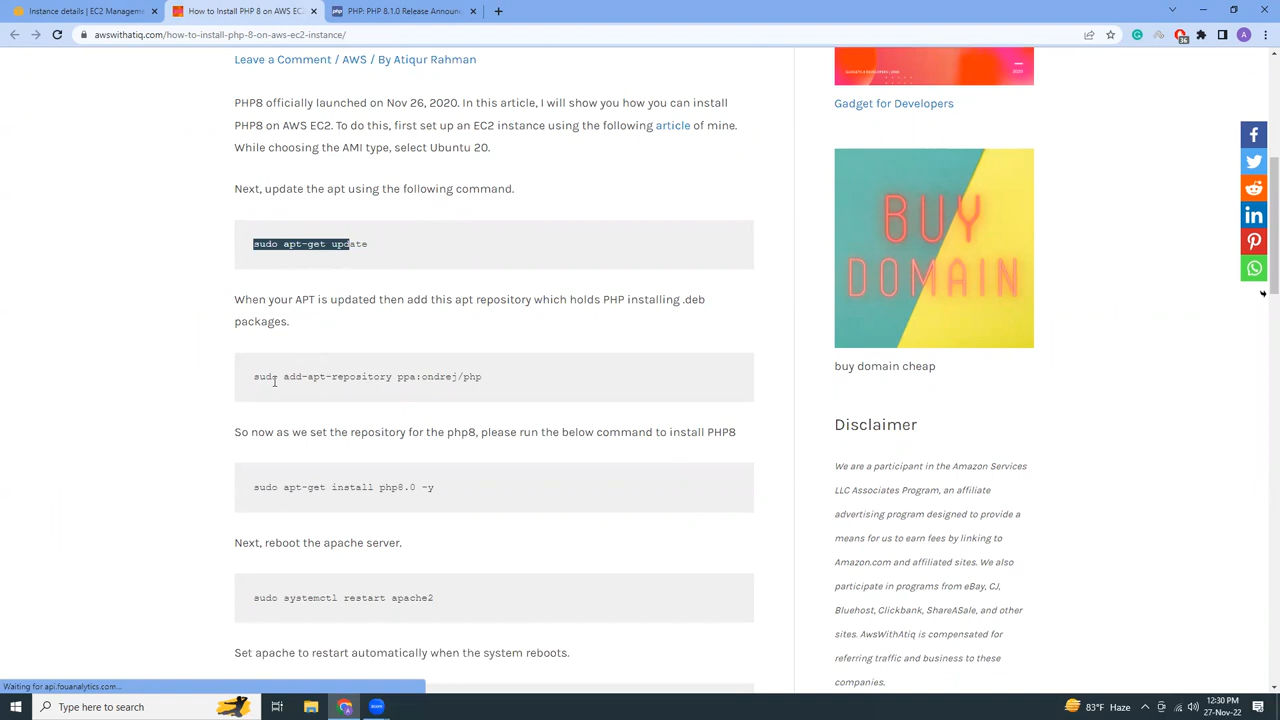 Instance details | EC2 Manageme
How to Install PHP8 on AWS EC
php PHP: PHP 8.1.0 Release Announc
awswithatiq.com/how-to-install-php-8-on-aws-ec2-instance/
36
A
Leave a Comment / AWS / By Atiqur Rahman
PHP8 officially launched on Nov 26, 2020. In this article, I will show you how you can install
PHP8 on AWS EC2. To do this, first set up an EC2 instance using the following article of mine.
While choosing the AMI type, select Ubuntu 20.
Next, update the apt using the following command.
sudo apt-get update
When your APT is updated then add this apt repository which holds PHP installing .deb
packages.
sudo add-apt-repository ppa:ondrej/php
So now as we set the repository for the php8, please run the below command to install PHP8
sudo apt-get install php8.0 -y
Next, reboot the apache server.
sudo systemctl restart apache2
Set apache to restart automatically when the system reboots.
Gadget for Developers
BUY
DOMAIN
buy domain cheap
Disclaimer
We are a participant in the Amazon Services
LLC Associates Program, an affiliate
advertising program designed to provide a
means for us to earn fees by linking to
Amazon.com and affiliated sites. We also
participate in programs from eBay, CJ,
Bluehost, Clickbank, ShareASale, and other
sites. AwsWithAtiq is compensated for
referring traffic and business to these
companies.
Waiting for api.fouanalytics.com...
Type here to search
zoom
83°F Haze
12:30 PM
27-Nov-22